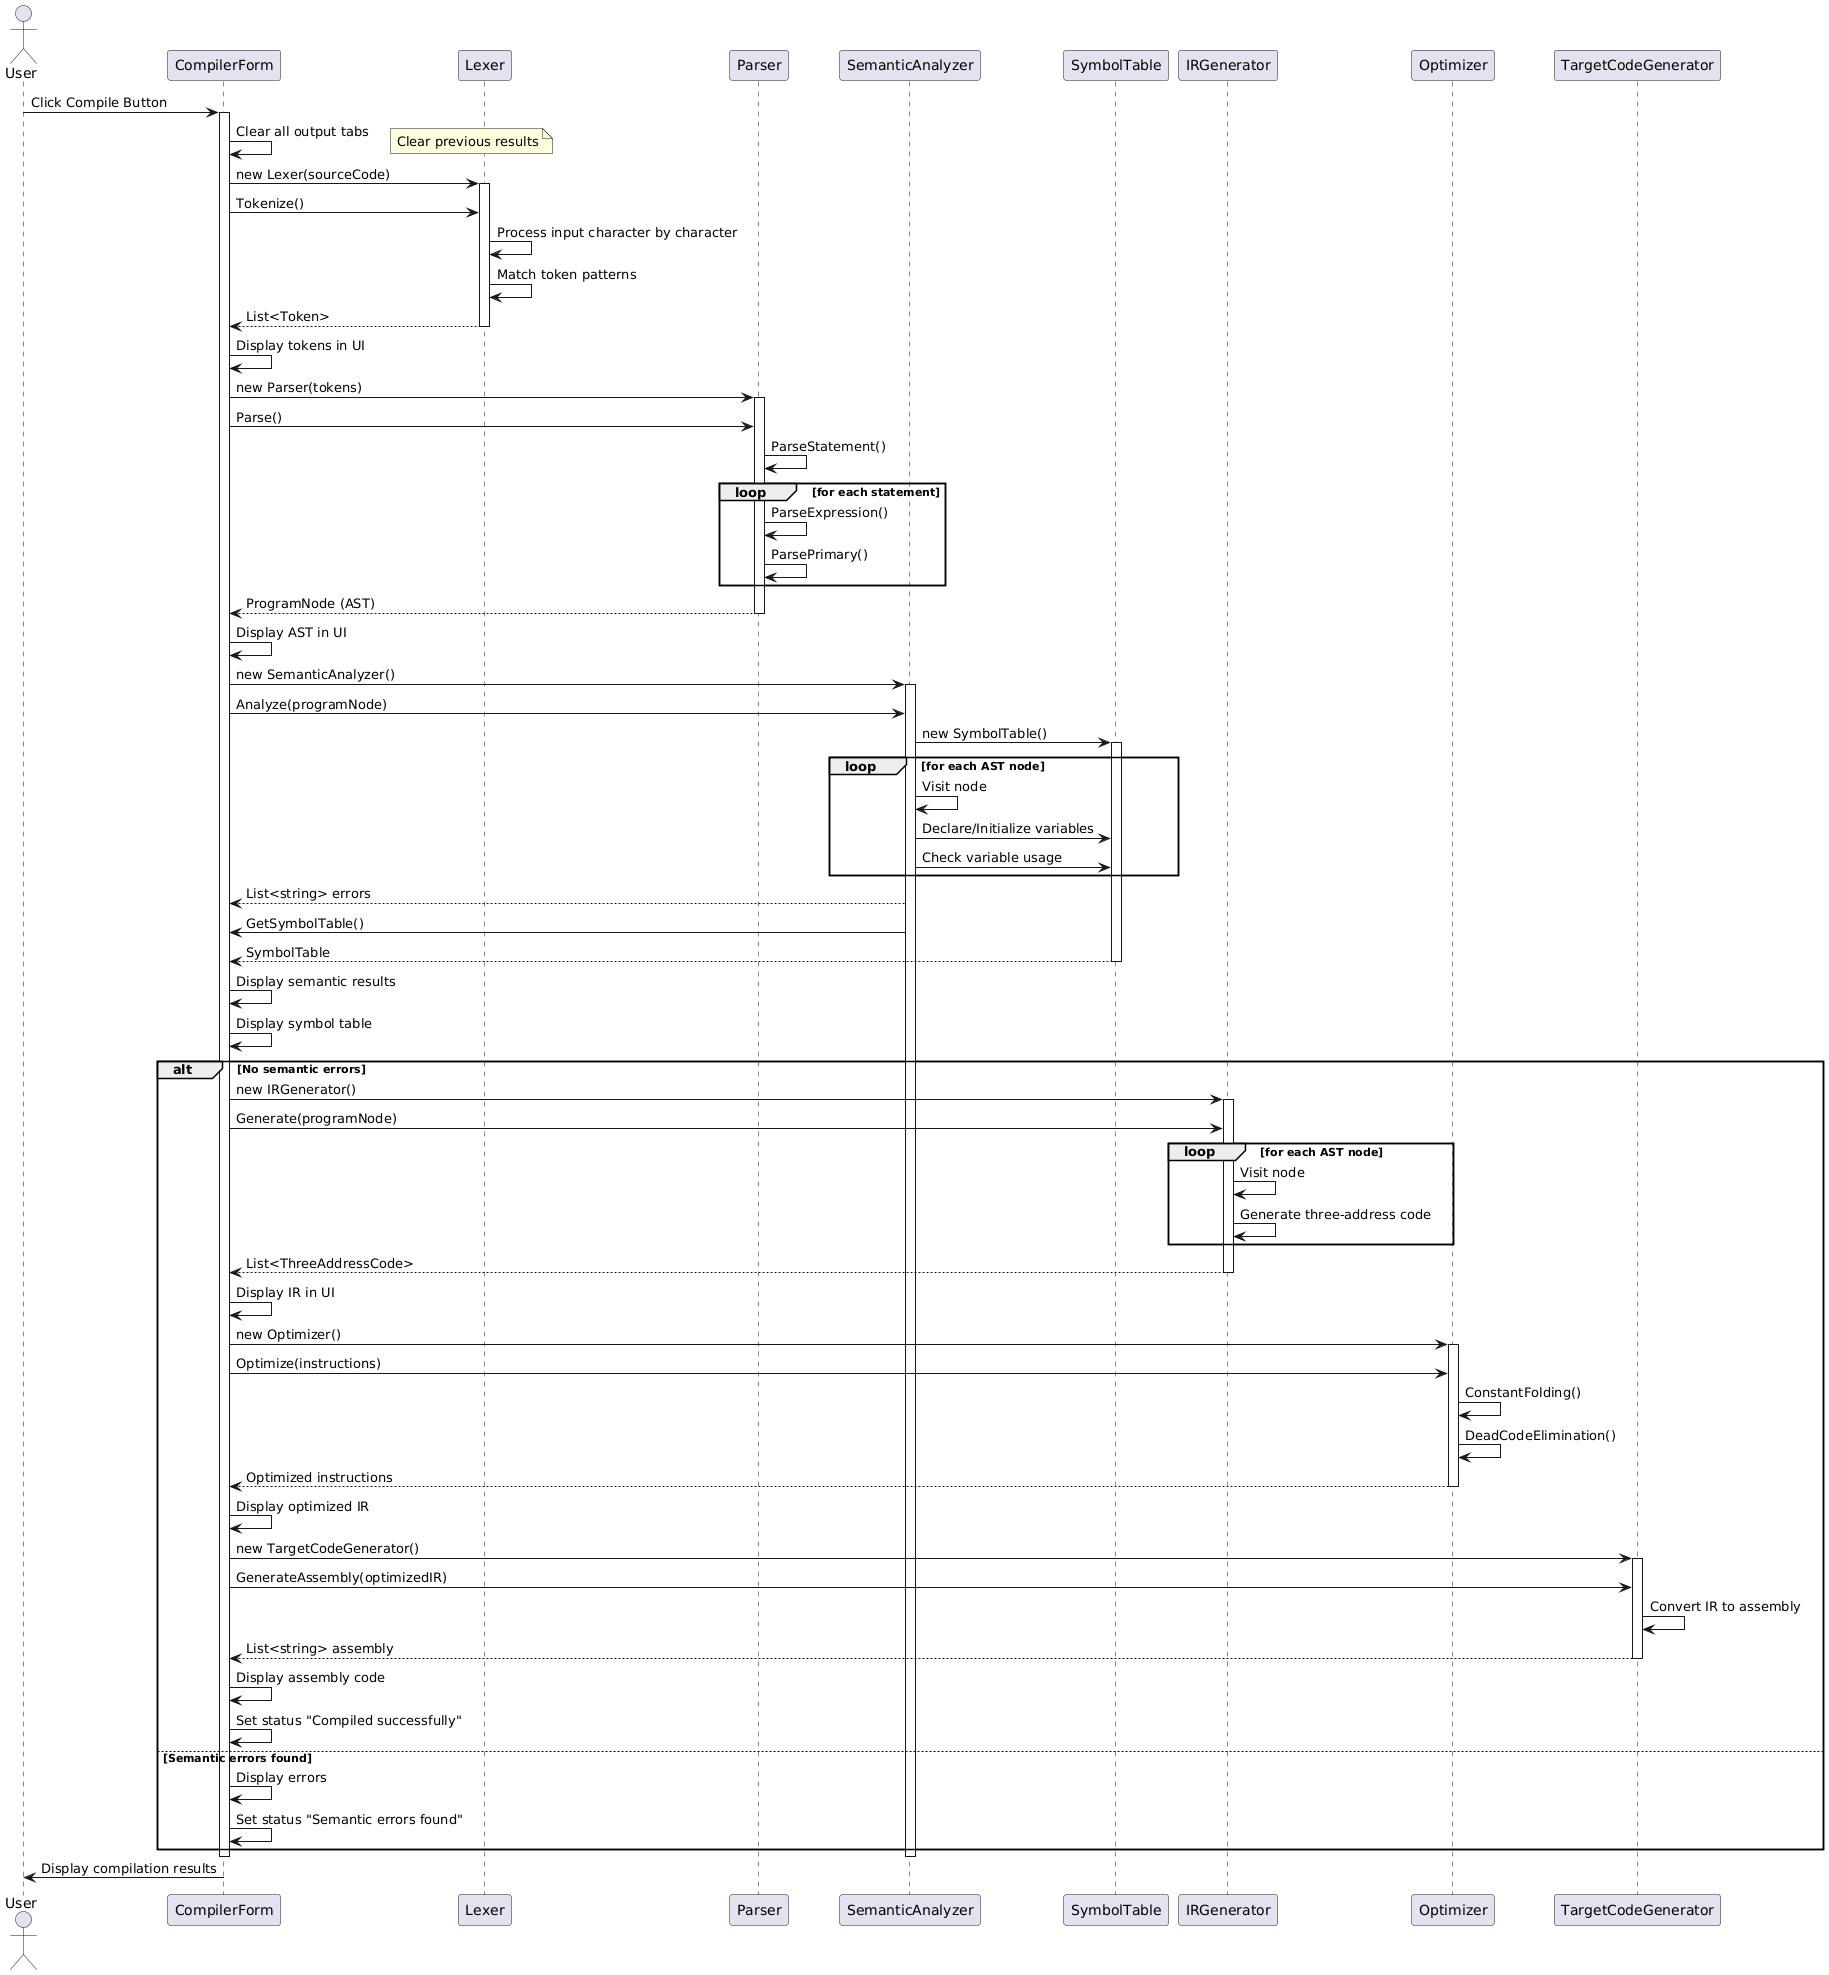 User
CompilerForm
Lexer
Parser
SemanticAnalyzer
SymbolTable
IRGenerator
Optimizer
TargetCodeGenerator
Click Compile Button
Clear all output tabs
Clear previous results
new Lexer(sourceCode)
Tokenize()
Process input character by character
Match token patterns
List<Token>
Display tokens in UI
new Parser(tokens)
Parse()
ParseStatement()
loop
[for each statement]
ParseExpression()
ParsePrimary()
ProgramNode (AST)
Display AST in UI
new SemanticAnalyzer()
Analyze(programNode)
new SymbolTable()
loop
[for each AST node]
Visit node
Declare/Initialize variables
Check variable usage
List<string> errors
GetSymbolTable()
SymbolTable
Display semantic results
Display symbol table
alt
[No semantic errors]
new IRGenerator()
Generate(programNode)
loop
[for each AST node]
Visit node
Generate three-address code
List<ThreeAddressCode>
Display IR in UI
new Optimizer()
Optimize(instructions)
ConstantFolding()
DeadCodeElimination()
Optimized instructions
Display optimized IR
new TargetCodeGenerator()
GenerateAssembly(optimizedIR)
Convert IR to assembly
List<string> assembly
Display assembly code
Set status "Compiled successfully"
[Semantic errors found]
Display errors
Set status "Semantic errors found"
Display compilation results
User
CompilerForm
Lexer
Parser
SemanticAnalyzer
SymbolTable
IRGenerator
Optimizer
TargetCodeGenerator